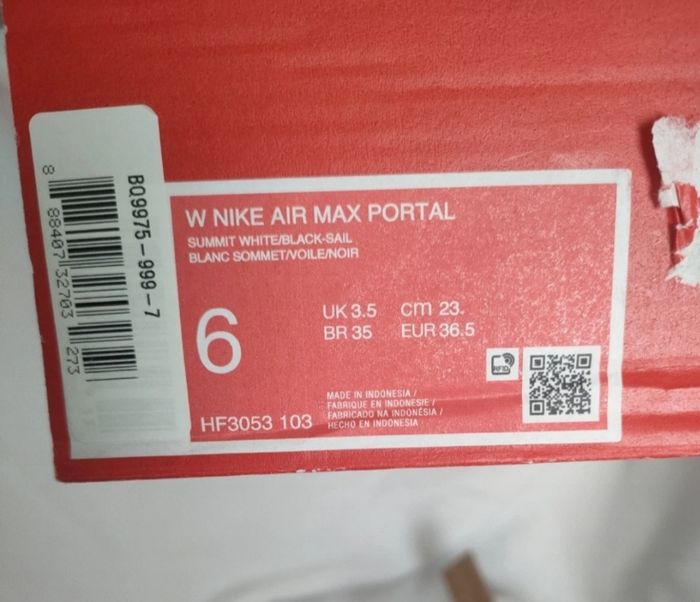 W NIKE AIR MAX PORTAL
SUMMIT WHITE/BLACK-SAIL
BLANC SOMMET/VOILE/NOIR
6
UK 3.5 cm 23.
BR 35 EUR 36.5
RFID
HF3053 103
MADE IN INDONESIA /
FABRIQUE EN INDONESIE /
FABRICADO NA INDONÉSIA /
HECHO EN INDONESIA
BQ9975-999-7
8 88407 32703 273